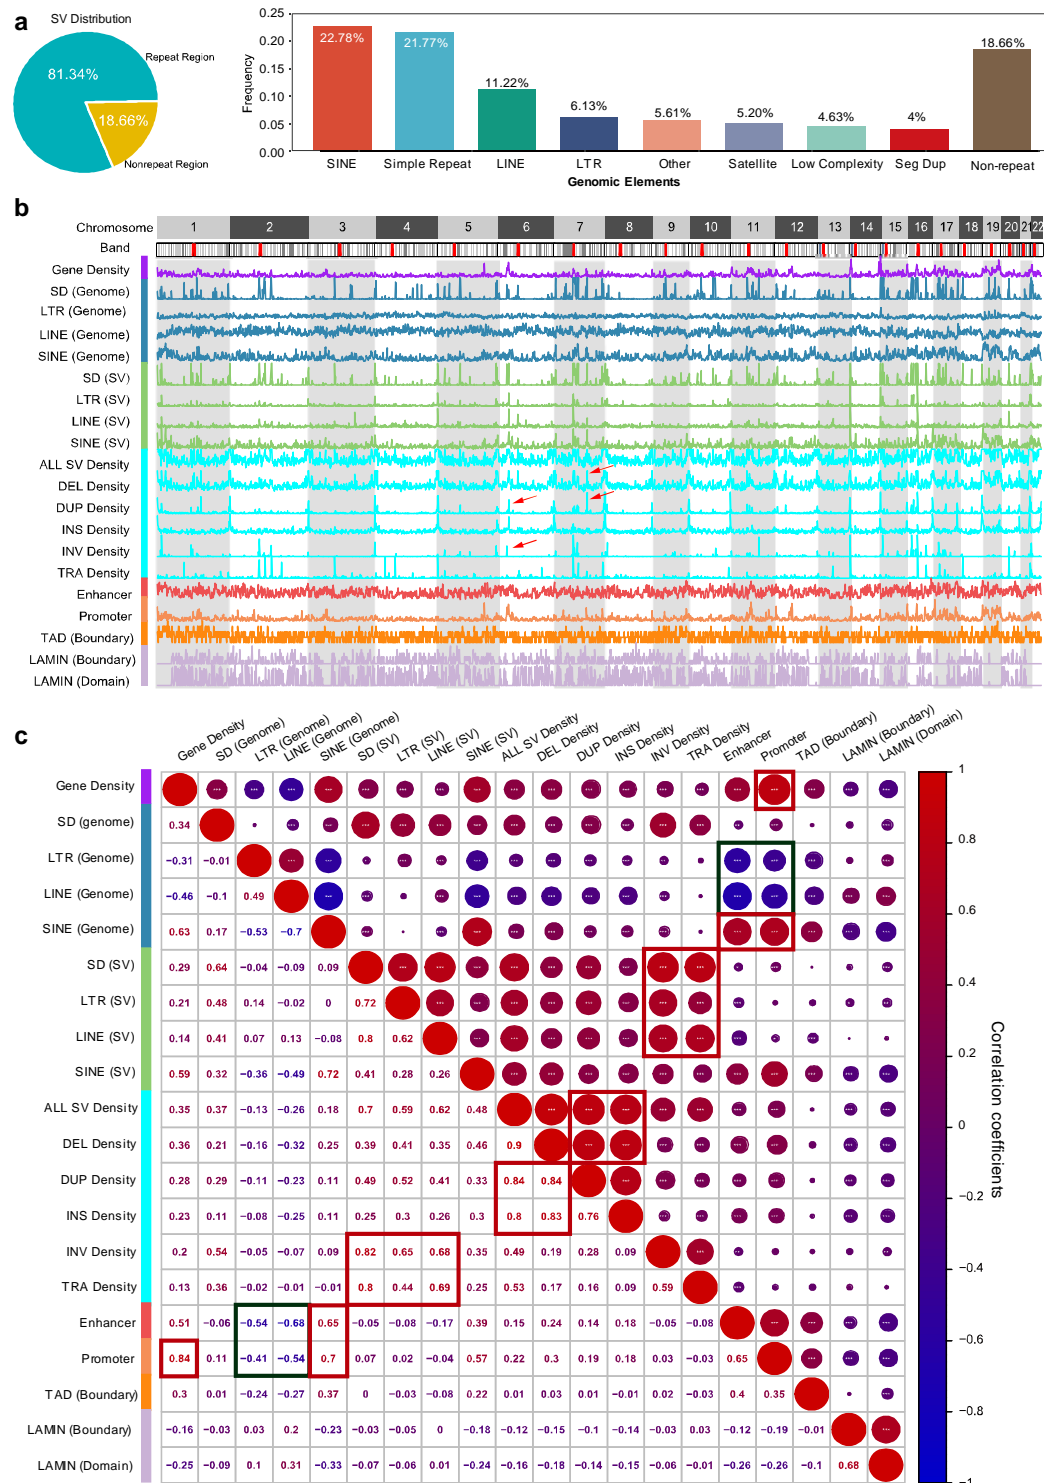 a
SV Distribution
81.34%
Repeat Region
18.66%
Nonrepeat Region
Frequency
0.25
0.20
0.15
0.10
0.05
0.00
22.78%
21.77%
11.22%
6.13%
5.61%
5.20%
4.63%
4%
18.66%
SINE Simple Repeat LINE LTR Other Satellite Low Complexity Seg Dup Non-repeat
Genomic Elements
b
Chromosome 1 2 3 4 5 6 7 8 9 10 11 12 13 14 15 16 17 18 19 20 21 22
Band
Gene Density
SD (Genome)
LTR (Genome)
LINE (Genome)
SINE (Genome)
SD (SV)
LTR (SV)
LINE (SV)
SINE (SV)
ALL SV Density
DEL Density
DUP Density
INS Density
INV Density
TRA Density
Enhancer
Promoter
TAD (Boundary)
LAMIN (Boundary)
LAMIN (Domain)
c
Gene Density SD (Genome) LTR (Genome) LINE (Genome) SINE (Genome) SD (SV) LTR (SV) LINE (SV) SINE (SV) ALL SV Density DEL Density DUP Density INS Density INV Density TRA Density Enhancer Promoter TAD (Boundary) LAMIN (Boundary) LAMIN (Domain)
Gene Density
SD (genome) 0.34
LTR (Genome) −0.31 −0.01
LINE (Genome) −0.46 −0.1 0.49
SINE (Genome) 0.63 0.17 −0.53 −0.7
SD (SV) 0.29 0.64 −0.04 −0.09 0.09
LTR (SV) 0.21 0.48 0.14 −0.02 0 0.72
LINE (SV) 0.14 0.41 0.07 0.13 −0.08 0.8 0.62
SINE (SV) 0.59 0.32 −0.36 −0.49 0.72 0.41 0.28 0.26
ALL SV Density 0.35 0.37 −0.13 −0.26 0.18 0.7 0.59 0.62 0.48
DEL Density 0.36 0.21 −0.16 −0.32 0.25 0.39 0.41 0.35 0.46 0.9
DUP Density 0.28 0.29 −0.11 −0.23 0.11 0.49 0.52 0.41 0.33 0.84 0.84
INS Density 0.23 0.11 −0.08 −0.25 0.11 0.25 0.3 0.26 0.3 0.8 0.83 0.76
INV Density 0.2 0.54 −0.05 −0.07 0.09 0.82 0.65 0.68 0.35 0.49 0.19 0.28 0.09
TRA Density 0.13 0.36 −0.02 −0.01 −0.01 0.8 0.44 0.69 0.25 0.53 0.17 0.16 0.09 0.59
Enhancer 0.51 −0.06 −0.54 −0.68 0.65 −0.05 −0.08 −0.17 0.39 0.15 0.24 0.14 0.18 −0.05 −0.08
Promoter 0.84 0.11 −0.41 −0.54 0.7 0.07 0.02 −0.04 0.57 0.22 0.3 0.19 0.18 0.03 −0.03 0.65
TAD (Boundary) 0.3 0.01 −0.24 −0.27 0.37 0 −0.03 −0.08 0.22 0.01 0.03 0.01 −0.01 0.02 −0.03 0.4 0.35
LAMIN (Boundary) −0.16 −0.03 0.03 0.2 −0.23 −0.03 −0.05 0 −0.18 −0.12 −0.15 −0.1 −0.14 −0.03 0.03 −0.12 −0.19 −0.01
LAMIN (Domain) −0.25 −0.09 0.1 0.31 −0.33 −0.07 −0.06 0.01 −0.24 −0.16 −0.18 −0.14 −0.15 −0.06 −0.01 −0.26 −0.26 −0.1 0.68
1
0.8
0.6
0.4
0.2
0
−0.2
−0.4
−0.6
−0.8
−1
Correlation coefficients